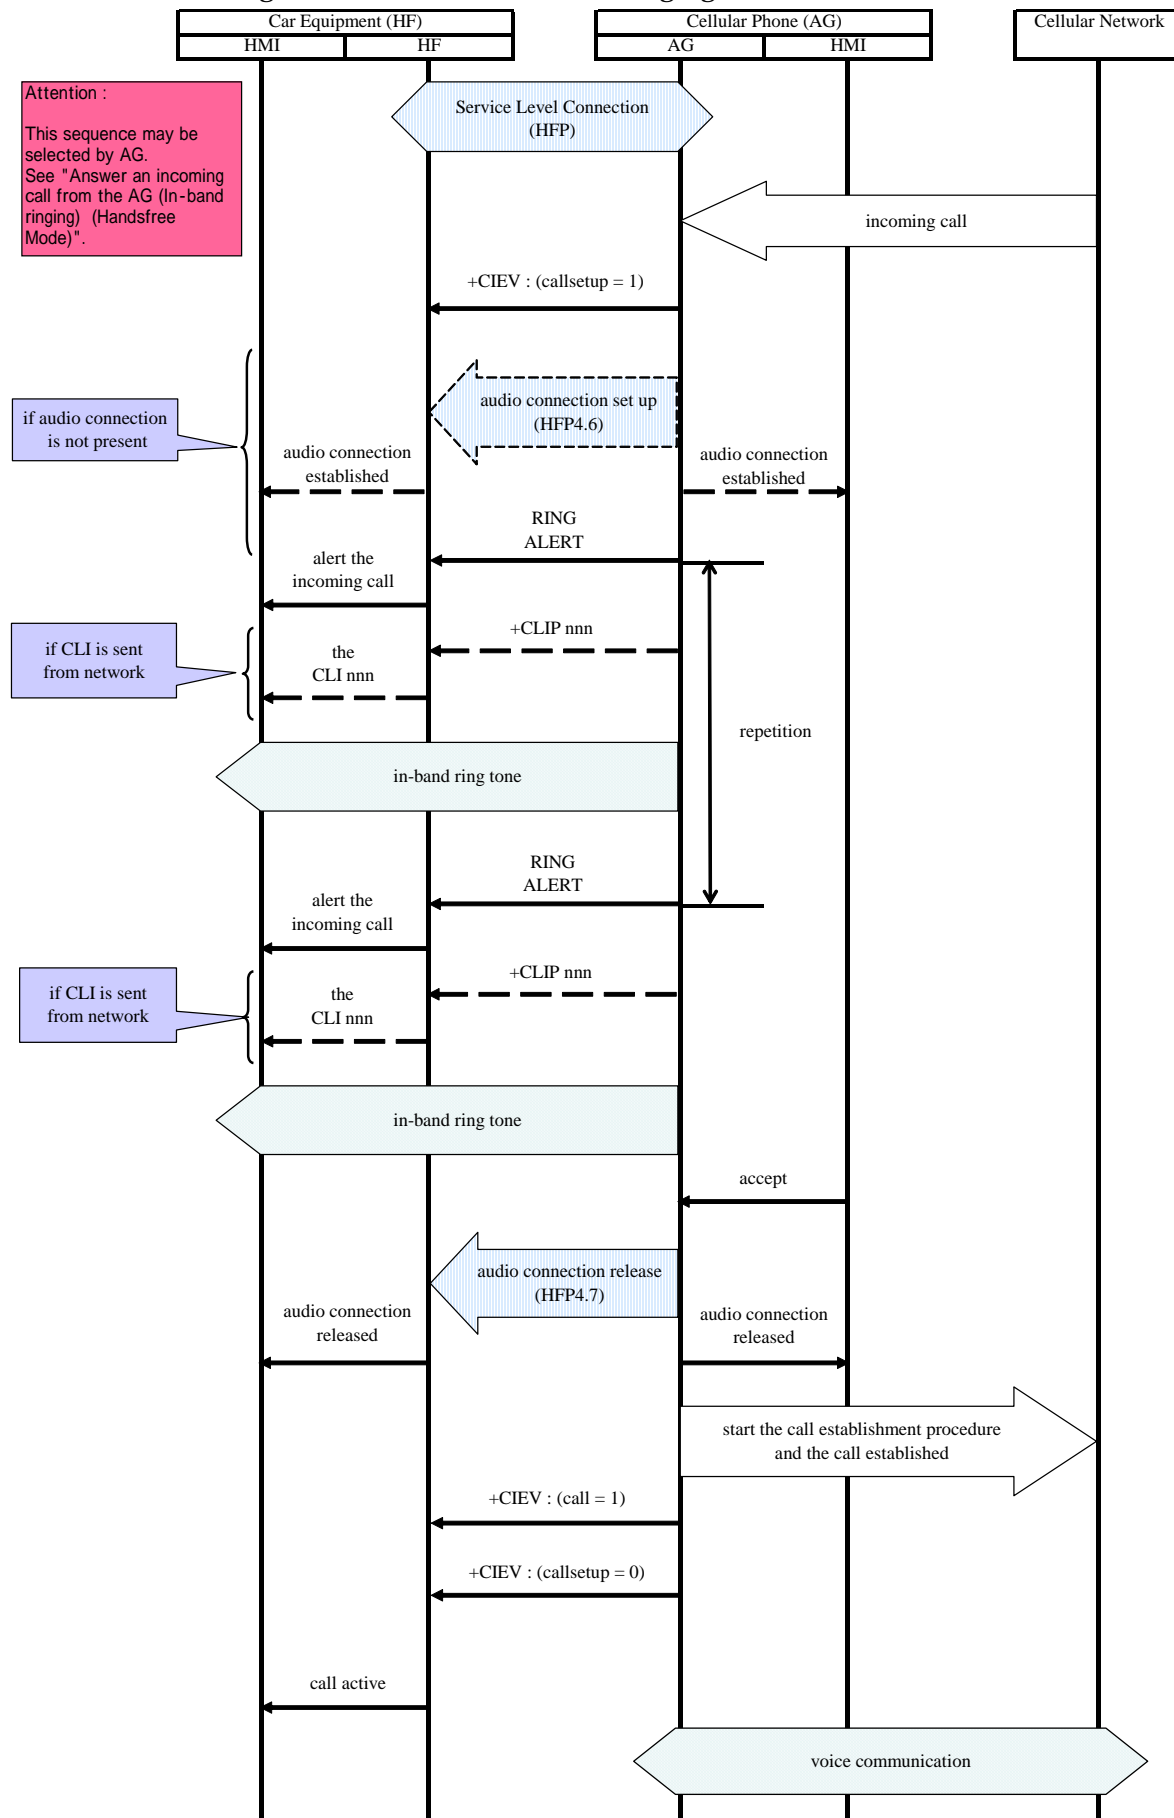 Car Equipment (HF)
Cellular Phone (AG)
Cellular Network
HMI
HF
AG
HMI
Attention :
This sequence may be
selected by AG.
See "Answer an incoming
call from the AG (In-band
ringing) (Handsfree
Mode)".
Service Level Connection
(HFP)
incoming call
+CIEV : (callsetup = 1)
if audio connection
is not present
audio connection set up
(HFP4.6)
audio connection
established
audio connection
established
RING
ALERT
alert the
incoming call
+CLIP nnn
if CLI is sent
from network
the
CLI nnn
repetition
in-band ring tone
RING
ALERT
alert the
incoming call
+CLIP nnn
if CLI is sent
from network
the
CLI nnn
in-band ring tone
accept
audio connection release
(HFP4.7)
audio connection
released
audio connection
released
start the call establishment procedure
and the call established
+CIEV : (call = 1)
+CIEV : (callsetup = 0)
call active
voice communication